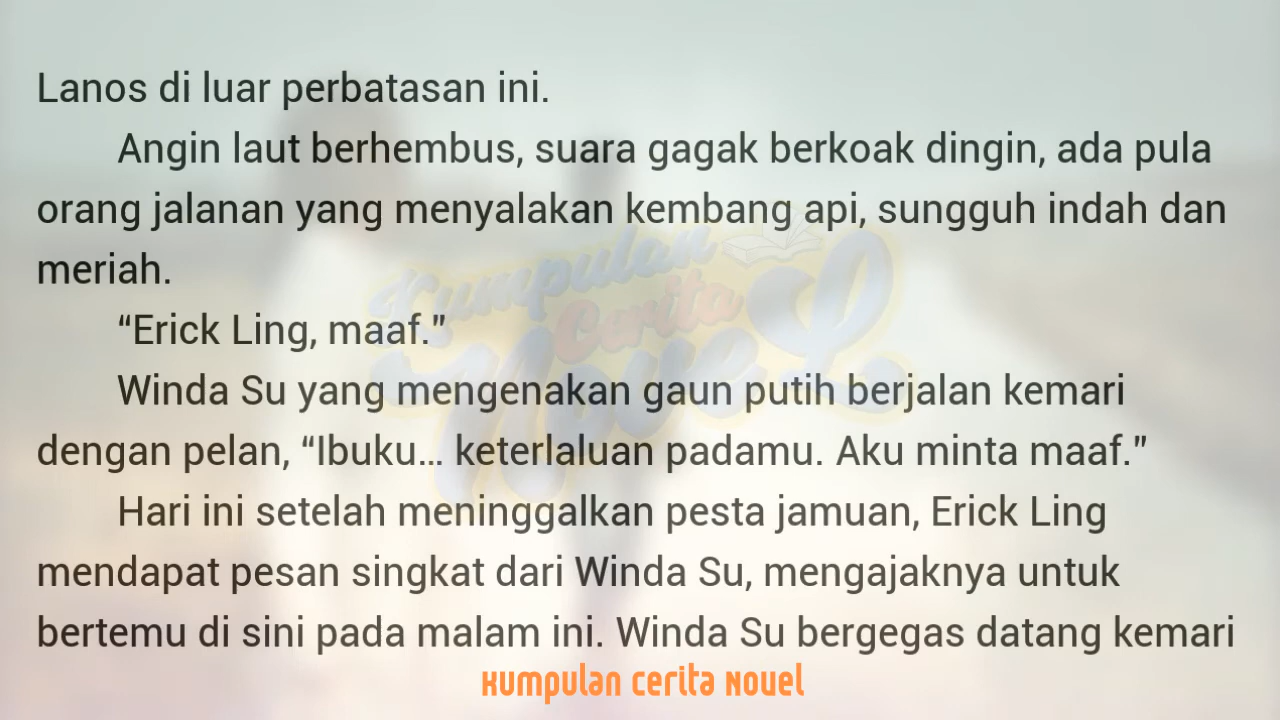 Lanos di luar perbatasan ini.
Angin laut berhembus, suara gagak berkoak dingin, ada pula
orang jalanan yang menyalakan kembang api, sungguh indah dan
meriah.
“Erick Ling, maaf.”
Winda Su yang mengenakan gaun putih berjalan kemari
dengan pelan, “Ibuku... keterlaluan padamu. Aku minta maaf.”
Hari ini setelah meninggalkan pesta jamuan, Erick Ling
mendapat pesan singkat dari Winda Su, mengajaknya untuk
bertemu di sini pada malam ini. Winda Su bergegas datang kemari
Kumpulan Cerita Novel
Kumpulan
Cerita
Novel